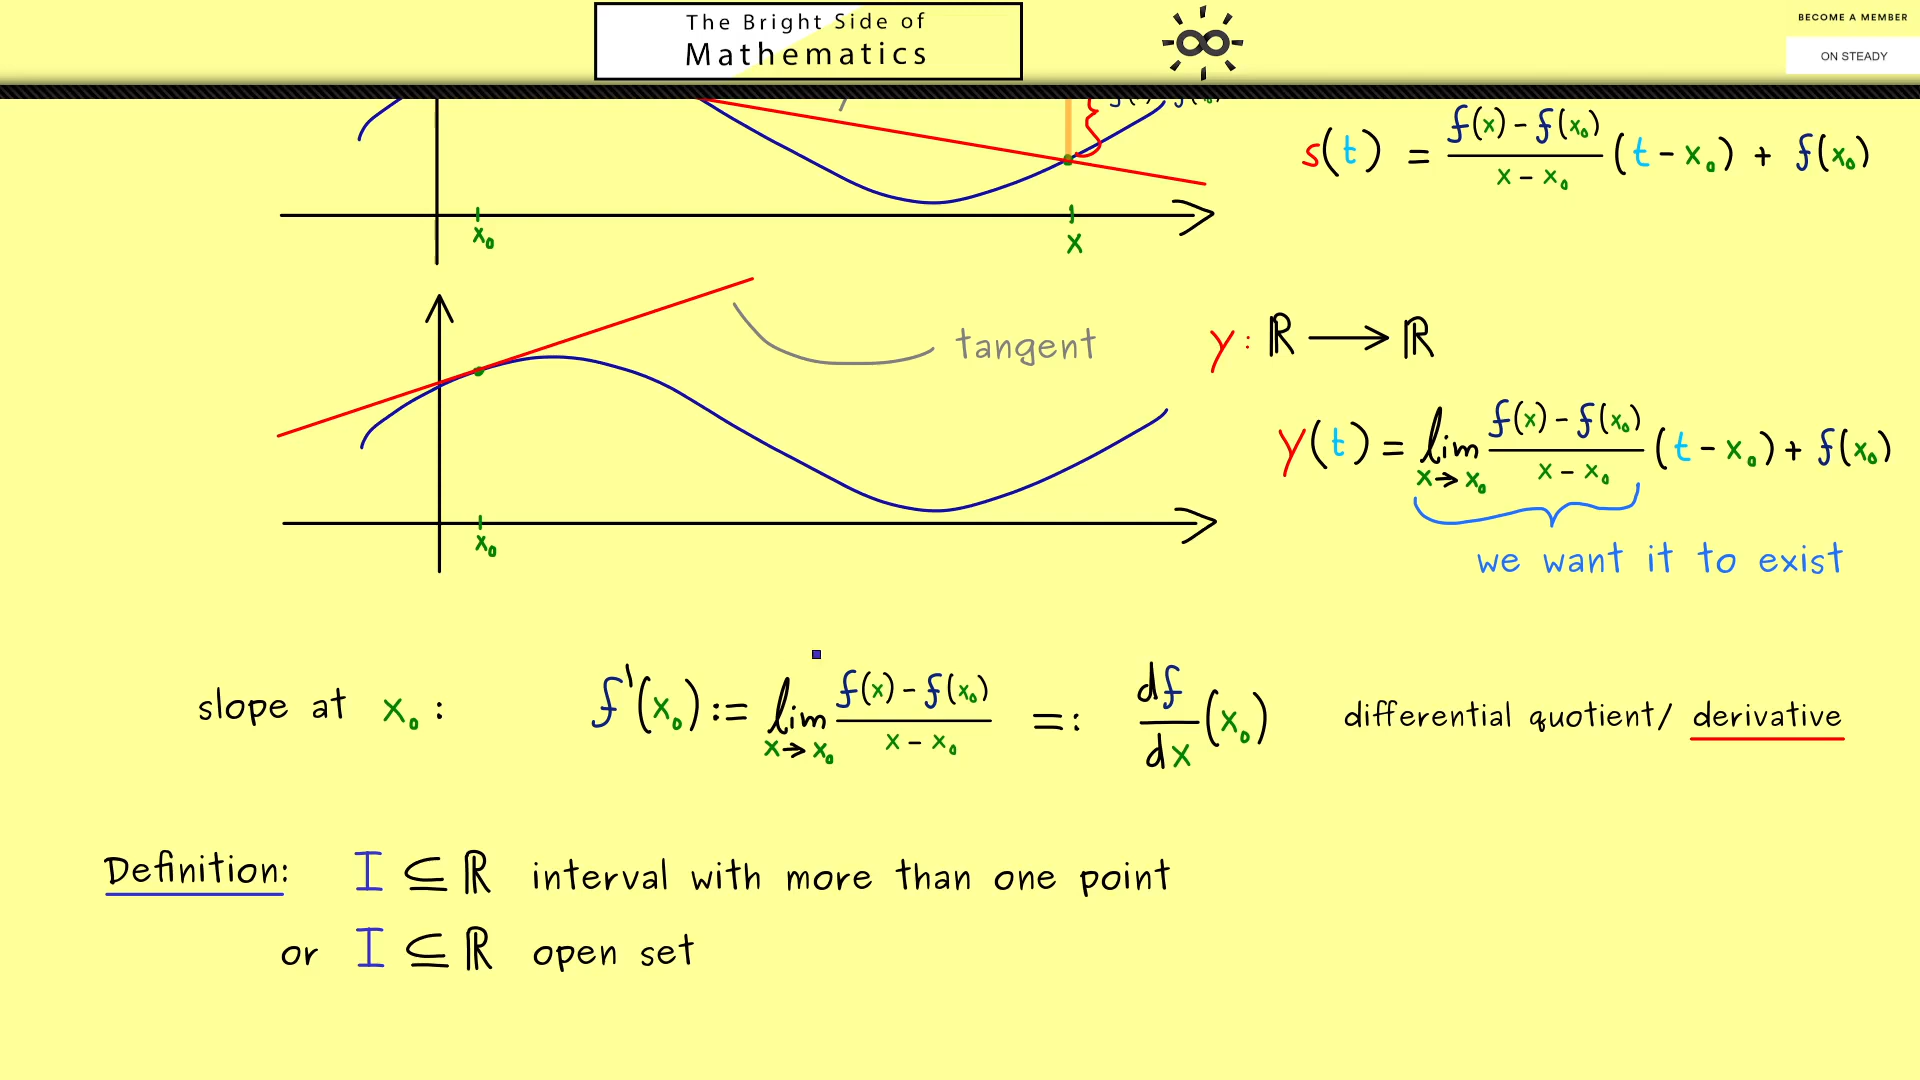 The Bright Side of
Mathematics
BECOME A MEMBER
ON STEADY
s(t) = f(x) - f(x₀) / x - x₀ (t - x₀) + f(x₀)
x₀
x
tangent
y: ℝ ⟶ ℝ
y(t) = lim x→x₀ f(x) - f(x₀) / x - x₀ (t - x₀) + f(x₀)
x₀
we want it to exist
slope at x₀: f'(x₀) := lim x→x₀ f(x) - f(x₀) / x - x₀ =: df/dx (x₀) differential quotient/ derivative
Definition: I ⊆ ℝ interval with more than one point
or I ⊆ ℝ open set